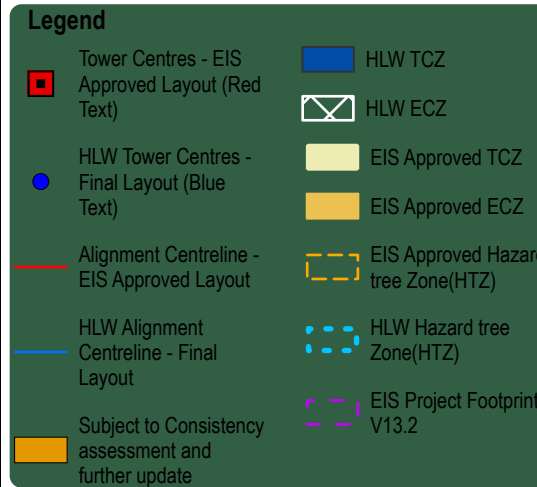 Legend
Tower Centres - EIS
Approved Layout (Red
Text)
HLW Tower Centres -
Final Layout (Blue
Text)
Alignment Centreline -
EIS Approved Layout
HLW Alignment
Centreline - Final
Layout
Subject to Consistency
assessment and
further update
HLW TCZ
HLW ECZ
EIS Approved TCZ
EIS Approved ECZ
EIS Approved Hazard
tree Zone(HTZ)
HLW Hazard tree
Zone(HTZ)
EIS Project Footprint
V13.2